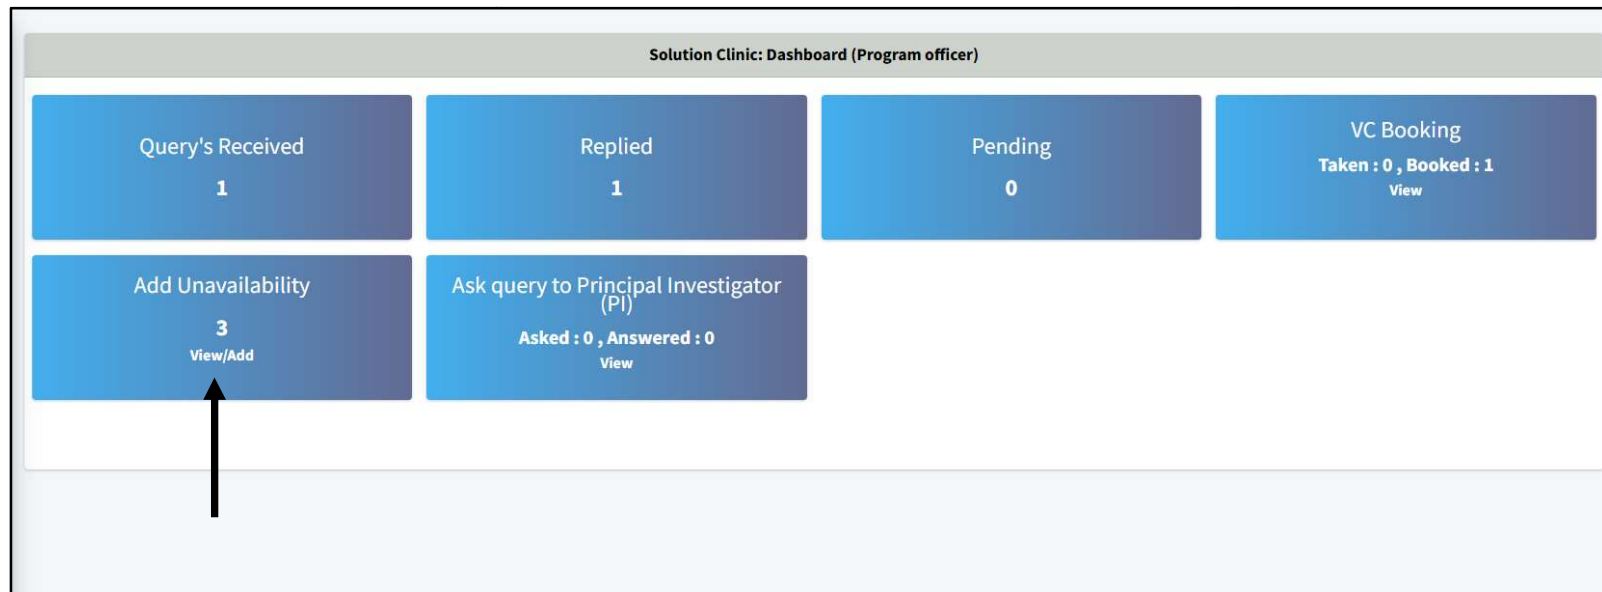 Solution Clinic: Dashboard (Program officer)
Query's Received
1
Replied
1
Pending
0
VC Booking
Taken : 0 , Booked : 1
View
Add Unavailability
3
View/Add
Ask query to Principal Investigator
(PI)
Asked : 0 , Answered : 0
View